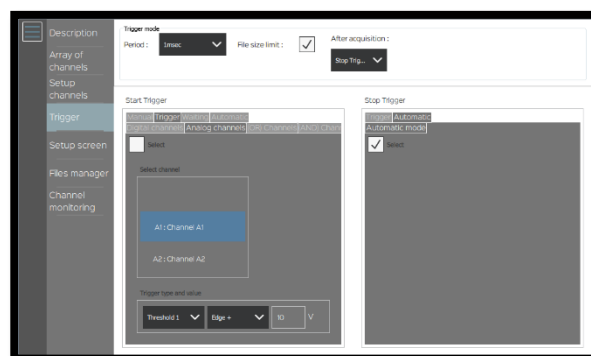 Description
Array of
channels
Setup
channels
Trigger
Setup screen
Files manager
Channel
monitoring
Trigger mode
Period : 1msec File size limit : After acquisition :
Stop Trig...
Start Trigger
Manual Trigger Waiting Automatic
Digital channels Analog channels (OR) Channels (AND) Chann
Select
Select channel
A1 : Channel A1
A2 : Channel A2
Trigger type and value
Threshold 1 Edge + 10 V
Stop Trigger
Trigger Automatic
Automatic mode
Select